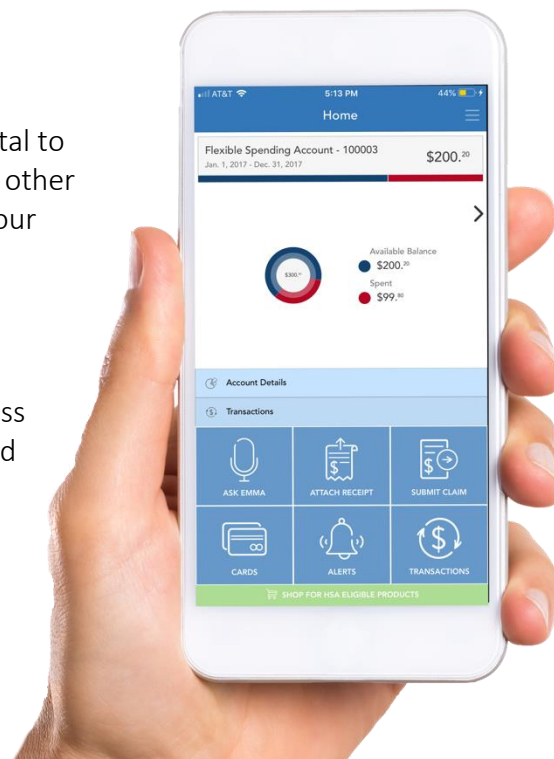 tal to
other
our
ss
d
AT&T 5:13 PM 44%
Home
Flexible Spending Account - 100003
Jan. 1, 2017 - Dec. 31, 2017
$200.20
Available Balance
$200.20
Spent
$99.80
Account Details
Transactions
ASK EMMA ATTACH RECEIPT SUBMIT CLAIM
CARDS ALERTS TRANSACTIONS
SHOP FOR HSA ELIGIBLE PRODUCTS